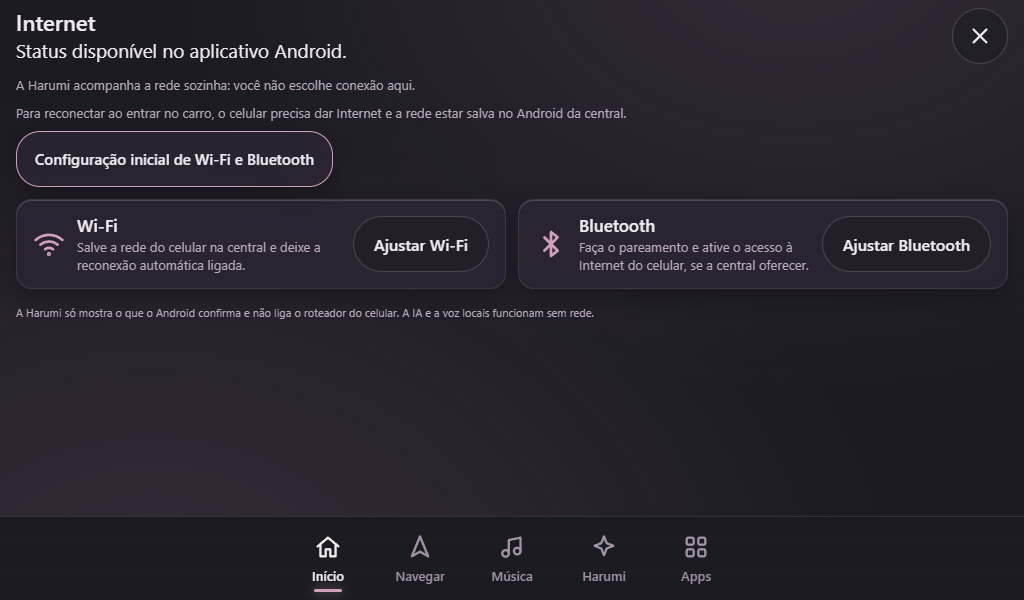 Internet
Status disponível no aplicativo Android.
A Harumi acompanha a rede sozinha: você não escolhe conexão aqui.
Para reconectar ao entrar no carro, o celular precisa dar Internet e a rede estar salva no Android da central.
Configuração inicial de Wi-Fi e Bluetooth
Wi-Fi
Salve a rede do celular na central e deixe a
reconexão automática ligada.
Ajustar Wi-Fi
Bluetooth
Faça o pareamento e ative o acesso à
Internet do celular, se a central oferecer.
Ajustar Bluetooth
A Harumi só mostra o que o Android confirma e não liga o roteador do celular. A IA e a voz locais funcionam sem rede.
Início
Navegar
Música
Harumi
Apps